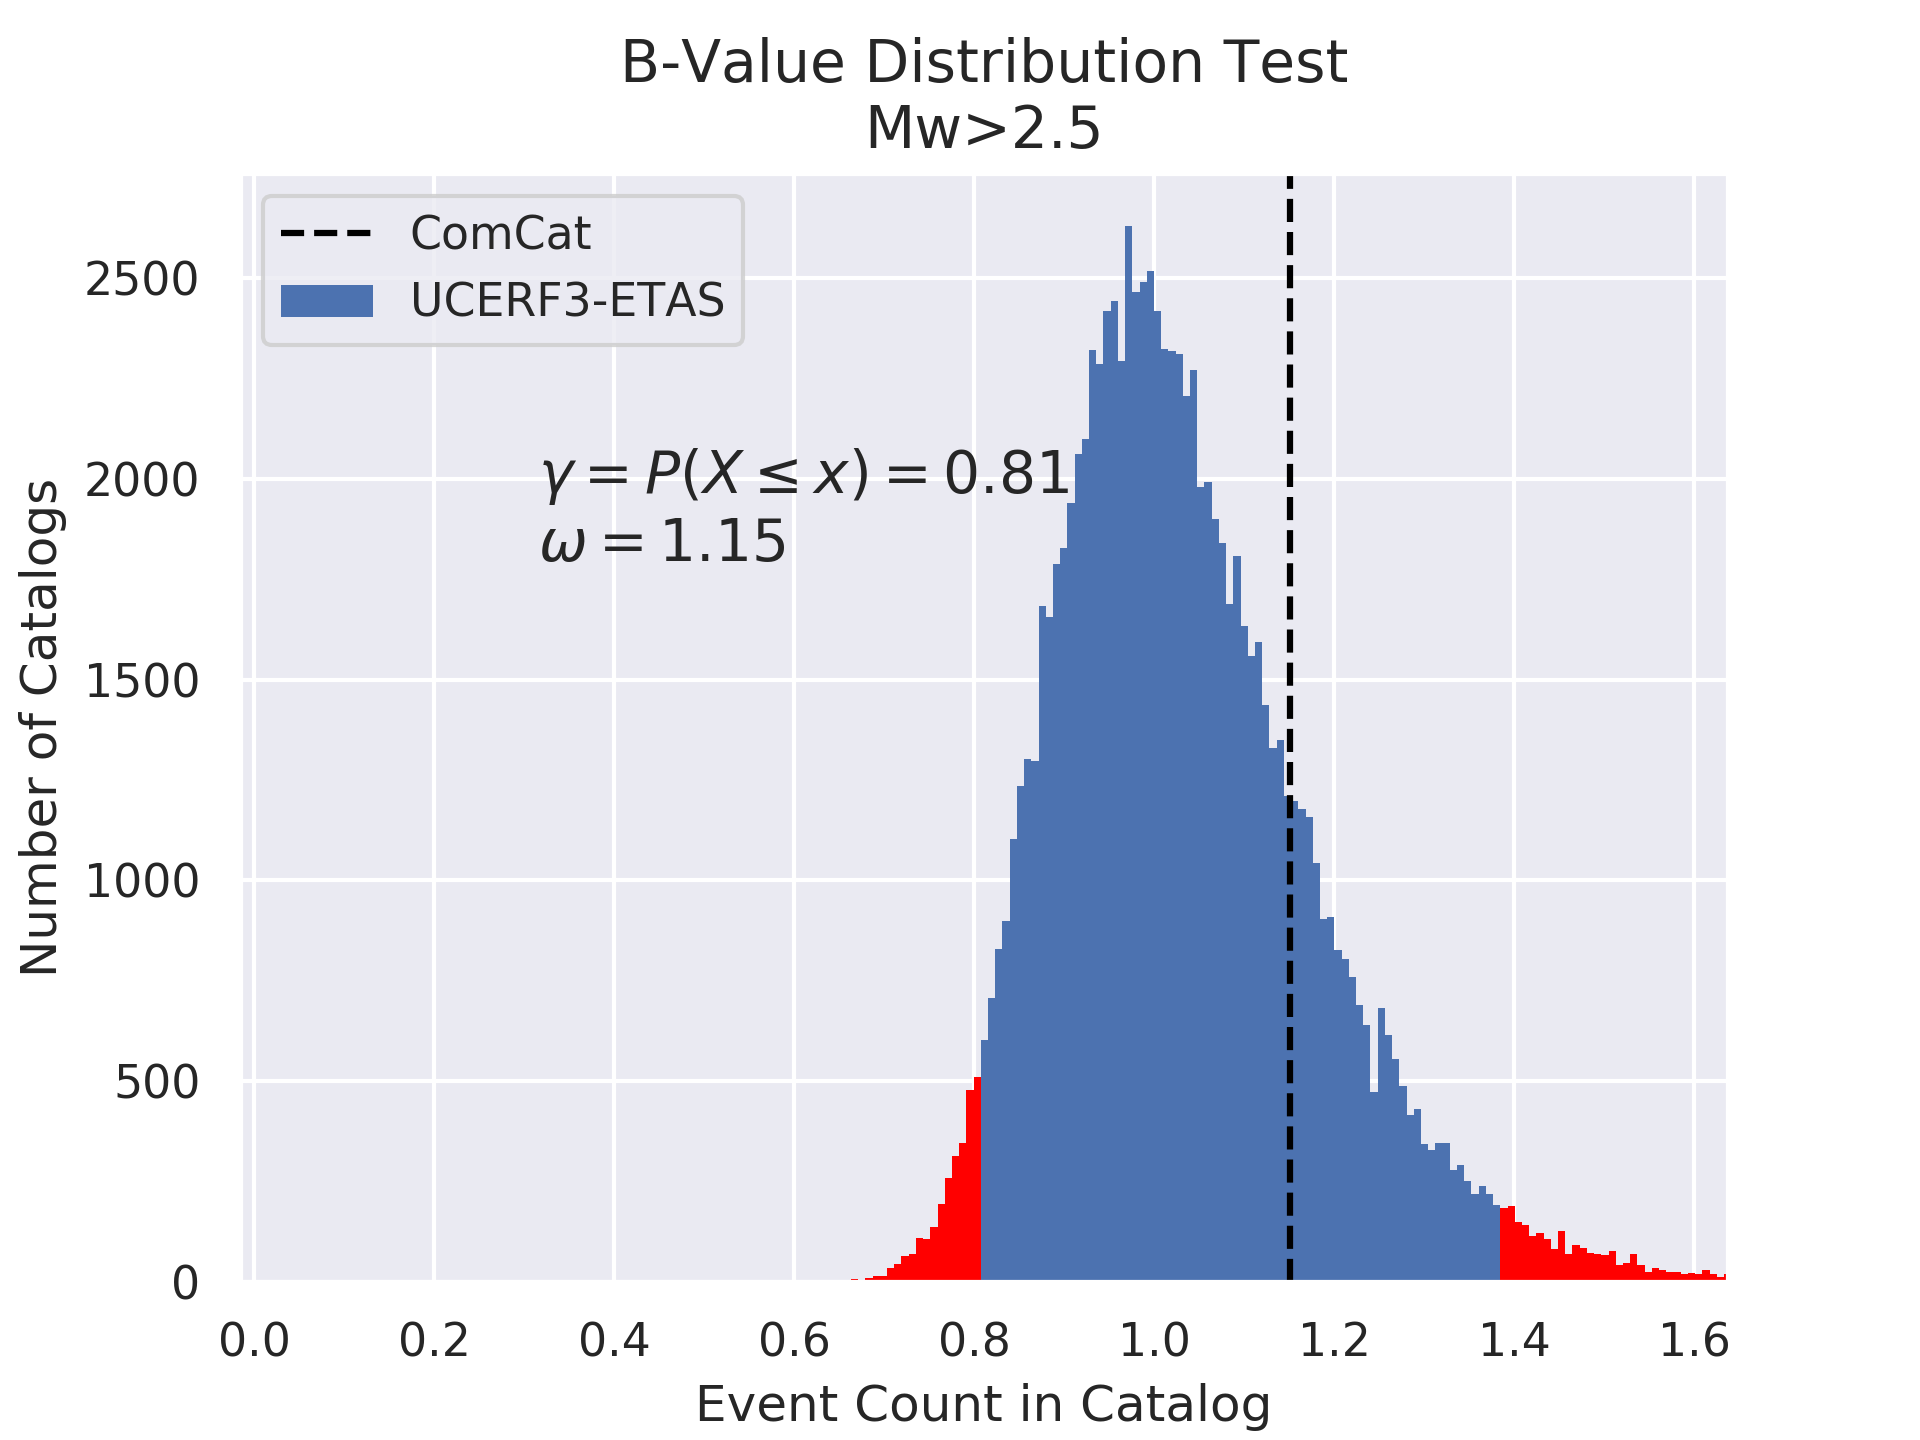 B-Value Distribution Test
Mw>2.5
ComCat
UCERF3-ETAS
γ = P(X ≤ x) = 0.81
ω = 1.15
Number of Catalogs
2500
2000
1500
1000
500
0
0.0 0.2 0.4 0.6 0.8 1.0 1.2 1.4 1.6
Event Count in Catalog